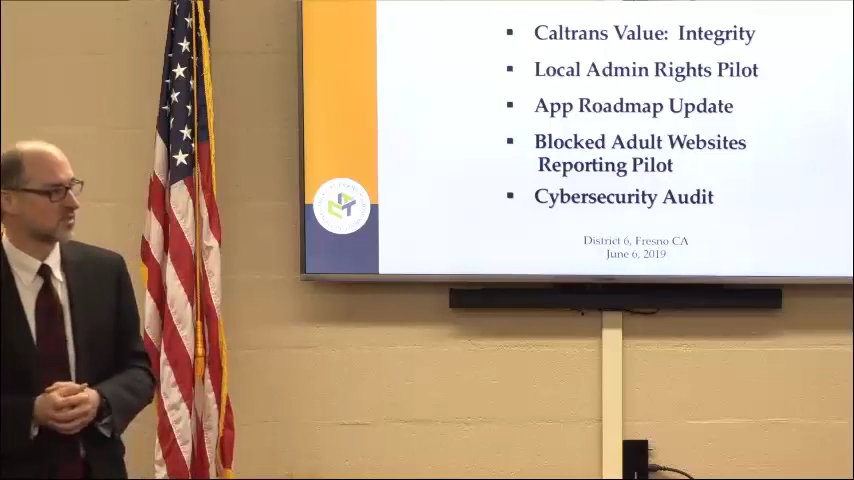 ▪ Caltrans Value: Integrity
▪ Local Admin Rights Pilot
▪ App Roadmap Update
▪ Blocked Adult Websites
Reporting Pilot
▪ Cybersecurity Audit
District 6, Fresno CA
June 6, 2019